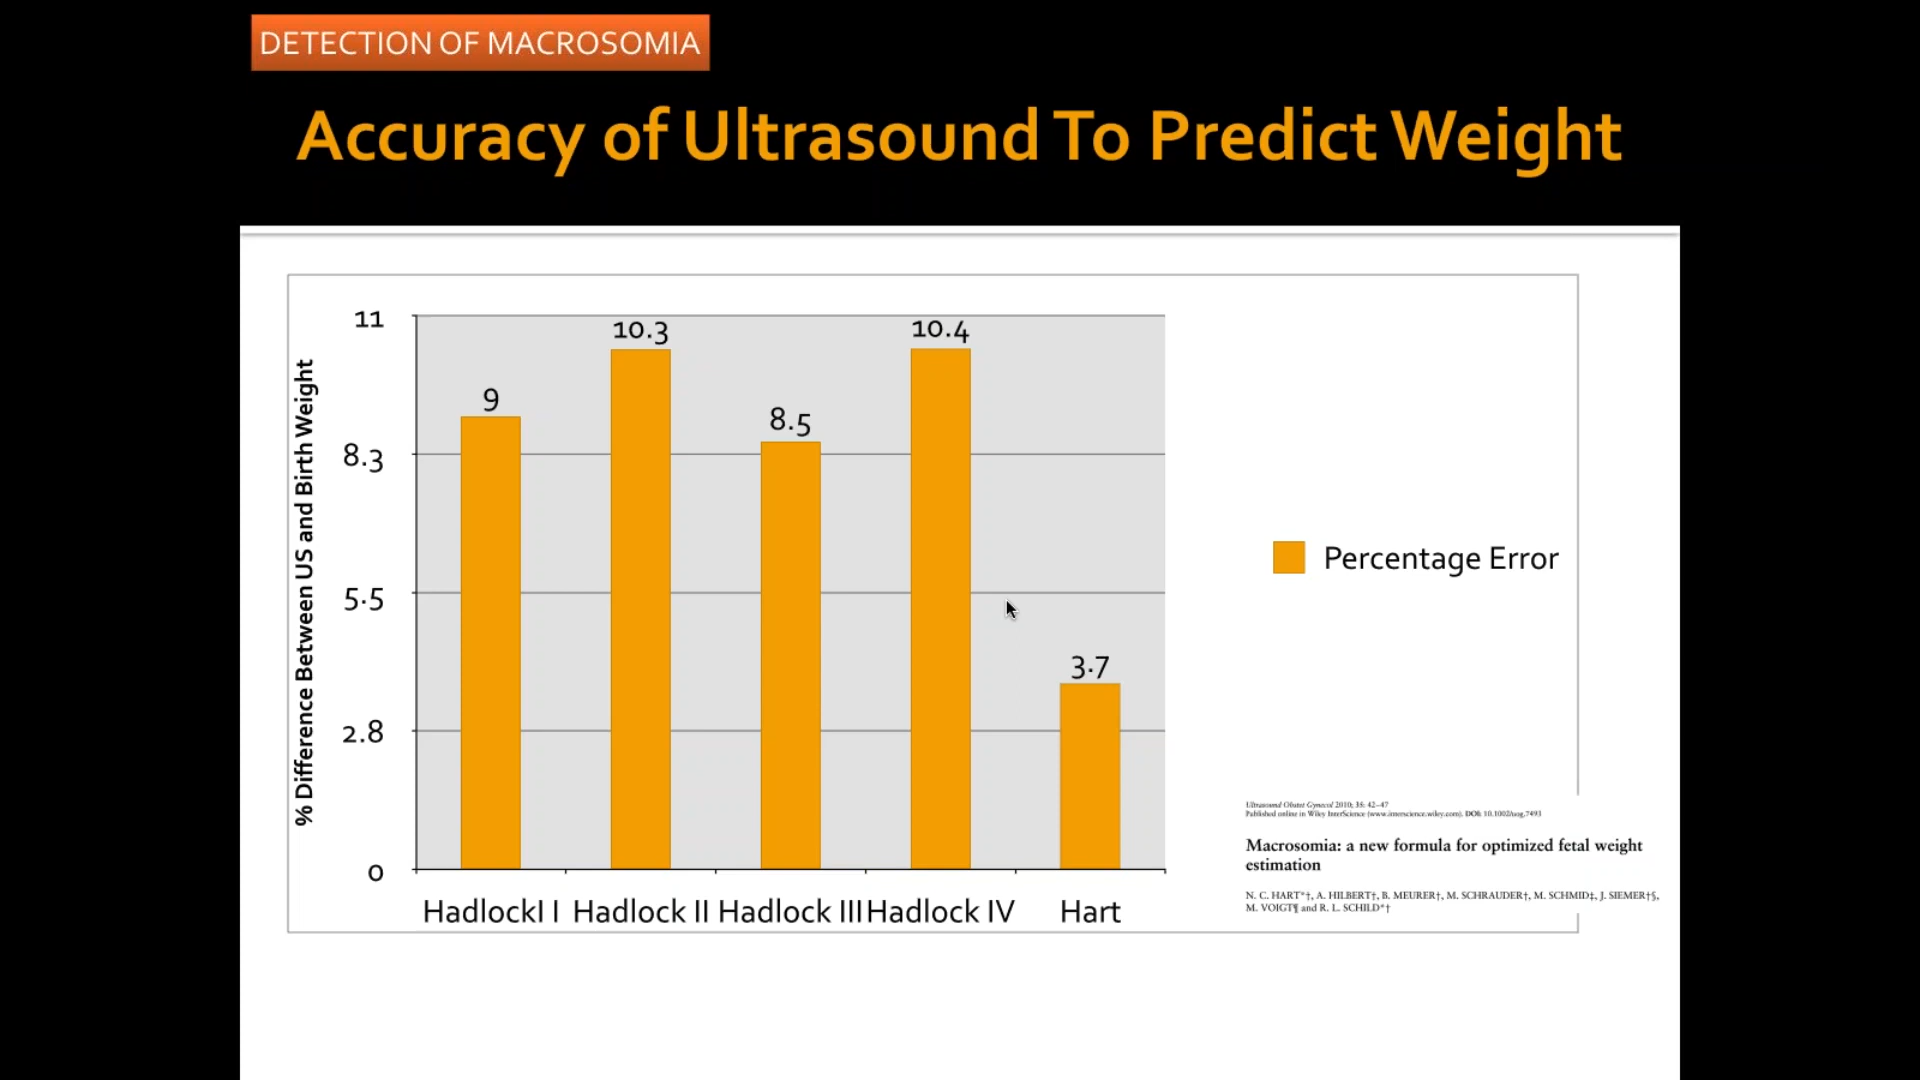 DETECTION OF MACROSOMIA
Accuracy of Ultrasound To Predict Weight
% Difference Between US and Birth Weight
11
8.3
5.5
2.8
0
9
10.3
8.5
10.4
3.7
HadlockI I
Hadlock II
Hadlock III
Hadlock IV
Hart
Percentage Error
Ultrasound Obstet Gynecol 2010; 35: 42–47
Published online in Wiley InterScience (www.interscience.wiley.com). DOI: 10.1002/uog.7493
Macrosomia: a new formula for optimized fetal weight
estimation
N. C. HART*†, A. HILBERT†, B. MEURER†, M. SCHRAUDER†, M. SCHMID‡, J. SIEMER†§,
M. VOIGT¶ and R. L. SCHILD*†